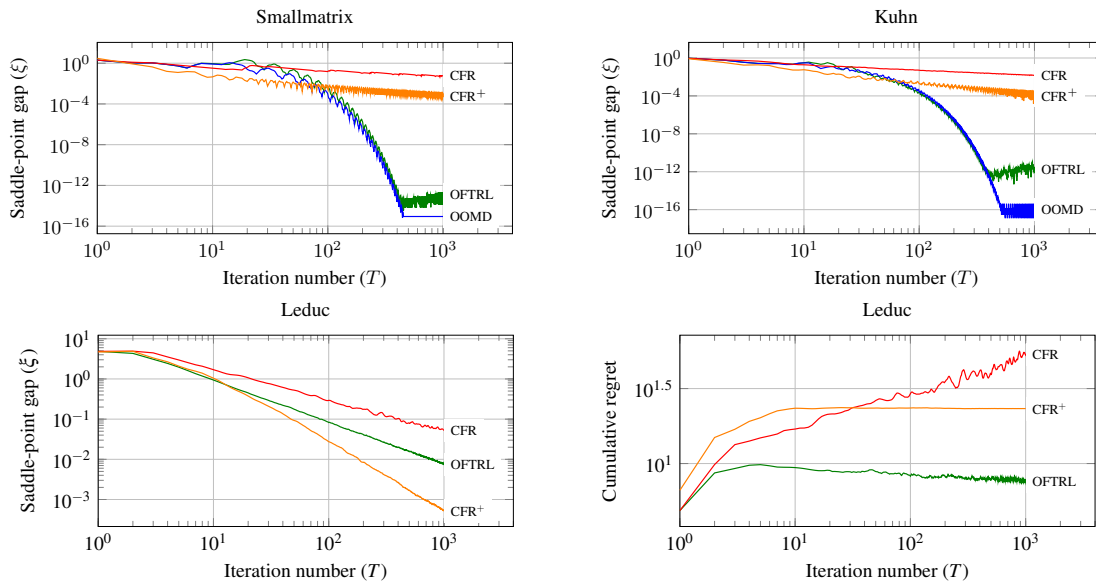 Smallmatrix
Saddle-point gap (ξ)
10^0
10^−4
10^−8
10^−12
10^−16
CFR
CFR^+
OFTRL
OOMD
10^0 10^1 10^2 10^3
Iteration number (T)
Kuhn
Saddle-point gap (ξ)
10^0
10^−4
10^−8
10^−12
10^−16
CFR
CFR^+
OFTRL
OOMD
10^0 10^1 10^2 10^3
Iteration number (T)
Leduc
Saddle-point gap (ξ)
10^1
10^0
10^−1
10^−2
10^−3
CFR
OFTRL
CFR^+
10^0 10^1 10^2 10^3
Iteration number (T)
Leduc
Cumulative regret
10^1.5
10^1
CFR
CFR^+
OFTRL
10^0 10^1 10^2 10^3
Iteration number (T)